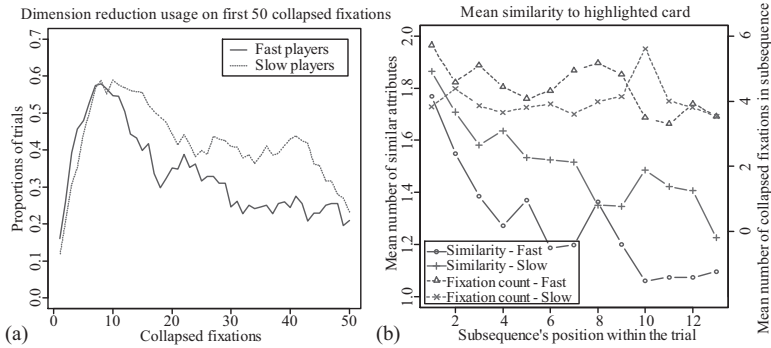 Dimension reduction usage on first 50 collapsed fixations
Proportions of trials
0.0 0.1 0.2 0.3 0.4 0.5 0.6 0.7
Fast players
Slow players
0 10 20 30 40 50
(a) Collapsed fixations
Mean similarity to highlighted card
Mean number of similar attributes
1.0 1.2 1.4 1.6 1.8 2.0
Similarity - Fast
Similarity - Slow
Fixation count - Fast
Fixation count - Slow
0 2 4 6
Mean number of collapsed fixations in subsequence
2 4 6 8 10 12
(b) Subsequence's position within the trial